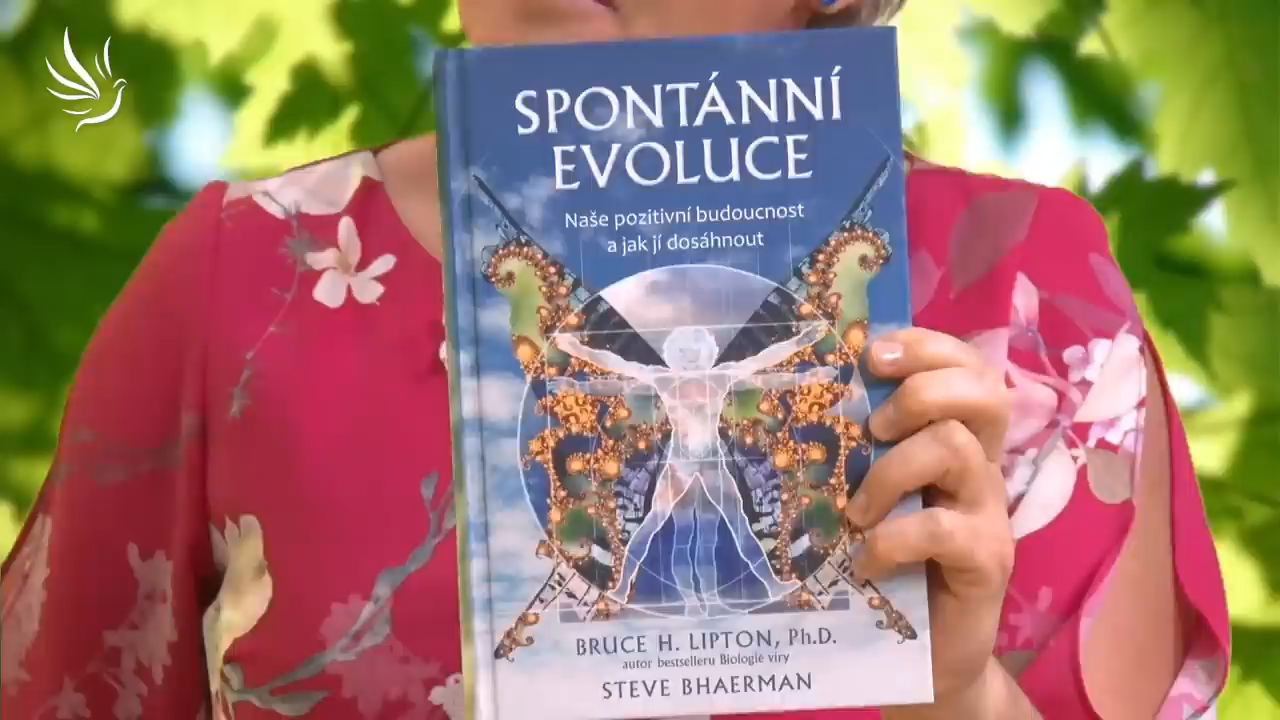 SPONTÁNNÍ
EVOLUCE
Naše pozitivní budoucnost
a jak jí dosáhnout
BRUCE H. LIPTON, Ph.D.
autor bestselleru Biologie víry
STEVE BHAERMAN